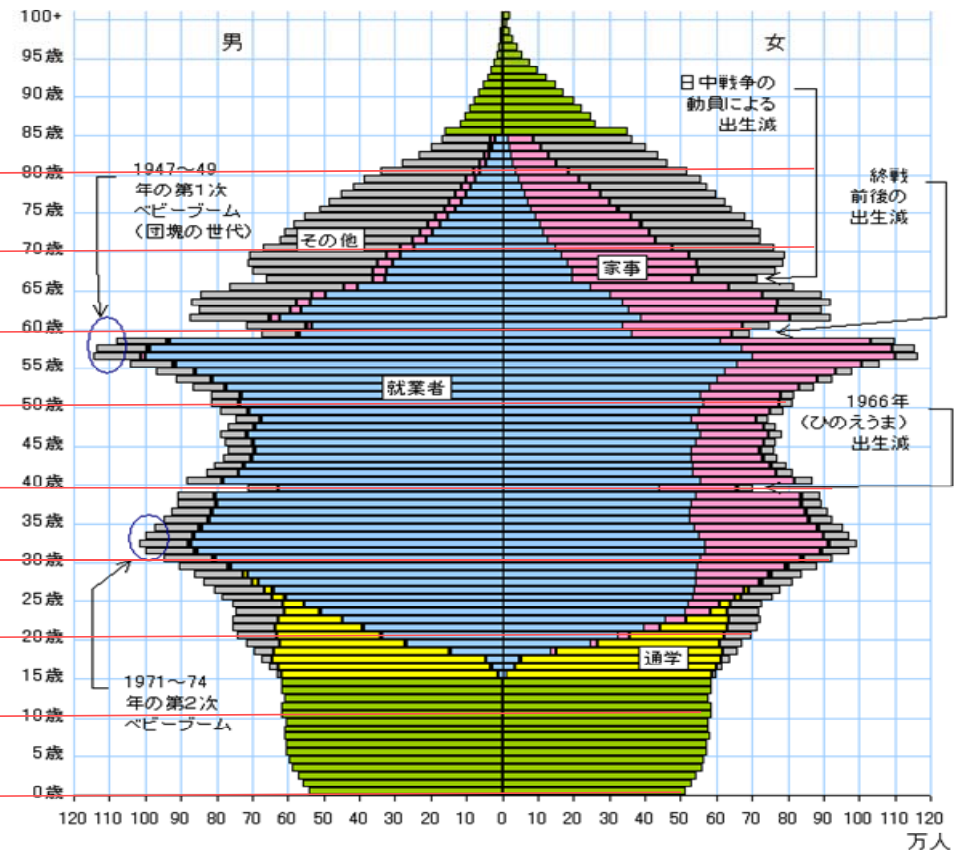 100+
男
女
95歳
90歳
日中戦争の
動員による
出生減
85歳
80歳
1947～49
年の第1次
ベビーブーム
（団塊の世代）
終戦
前後の
出生減
75歳
その他
70歳
家事
65歳
60歳
55歳
就業者
50歳
1966年
（ひのえうま）
出生減
45歳
40歳
35歳
30歳
25歳
20歳
通学
15歳
1971～74
年の第2次
ベビーブーム
10歳
5歳
0歳
120 110 100 90 80 70 60 50 40 30 20 10 0 10 20 30 40 50 60 70 80 90 100 110 120
万人